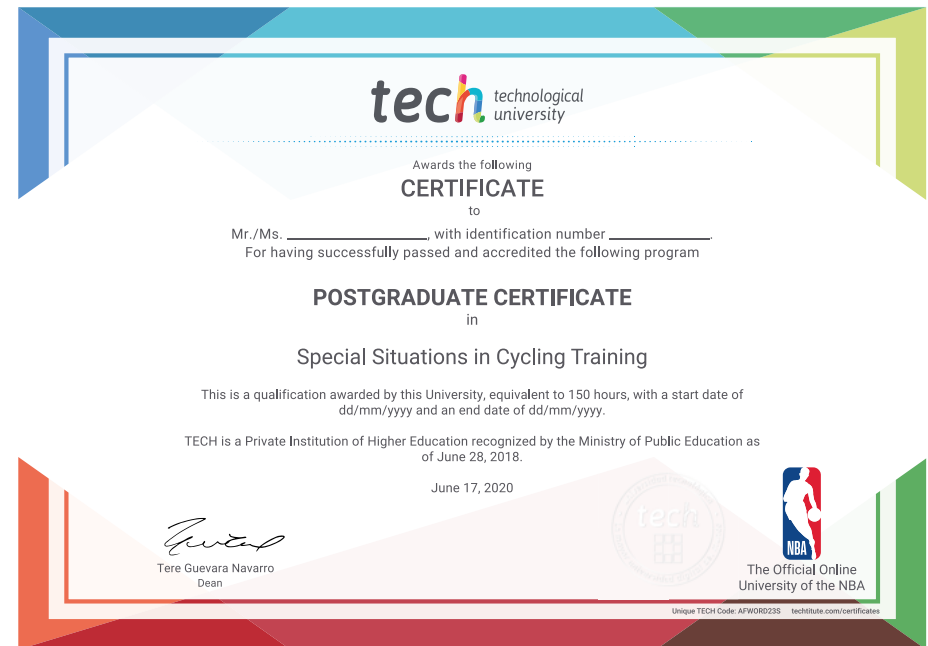 tech technological
university
Awards the following
CERTIFICATE
to
Mr./Ms. ____________________, with identification number ______________.
For having successfully passed and accredited the following program
POSTGRADUATE CERTIFICATE
in
Special Situations in Cycling Training
This is a qualification awarded by this University, equivalent to 150 hours, with a start date of
dd/mm/yyyy and an end date of dd/mm/yyyy.
TECH is a Private Institution of Higher Education recognized by the Ministry of Public Education as
of June 28, 2018.
June 17, 2020
tech
NBA
Tere Guevara Navarro
Dean
The Official Online
University of the NBA
Unique TECH Code: AFWORD23S techtitute.com/certificates